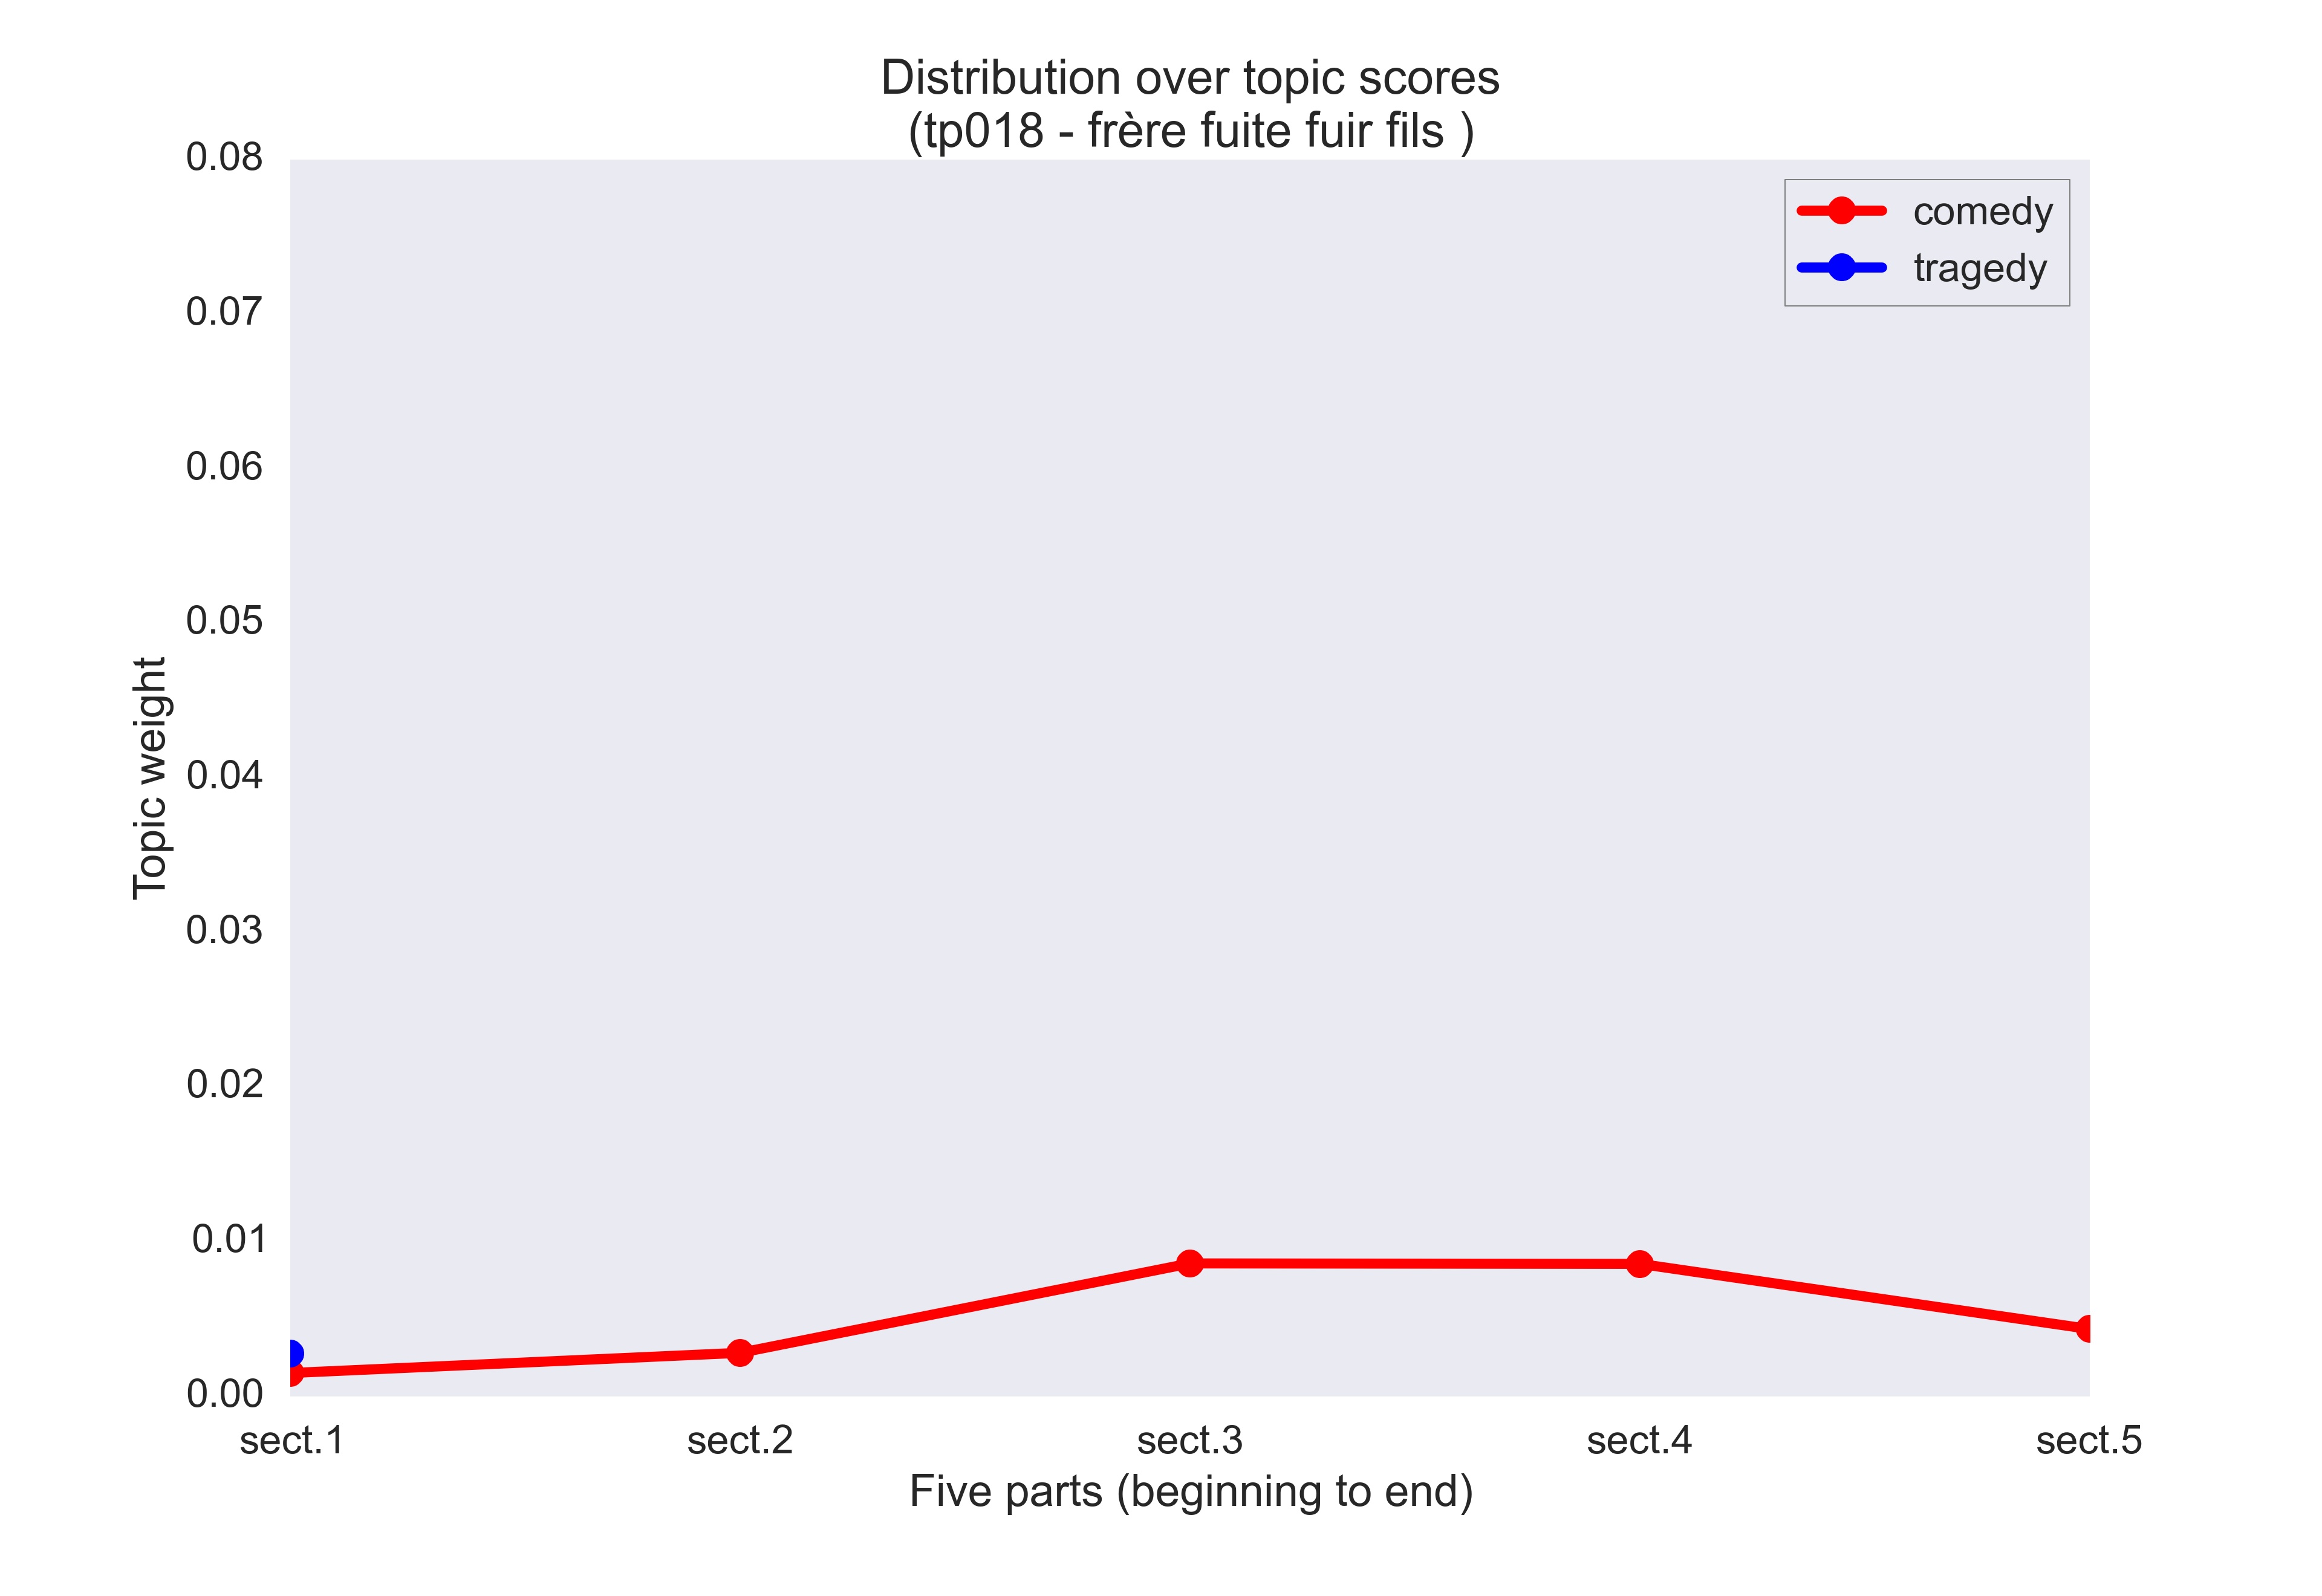 Distribution over topic scores
(tp018 - frère fuite fuir fils )
comedy
tragedy
0.08
0.07
0.06
0.05
0.04
0.03
0.02
0.01
0.00
Topic weight
sect.1 sect.2 sect.3 sect.4 sect.5
Five parts (beginning to end)